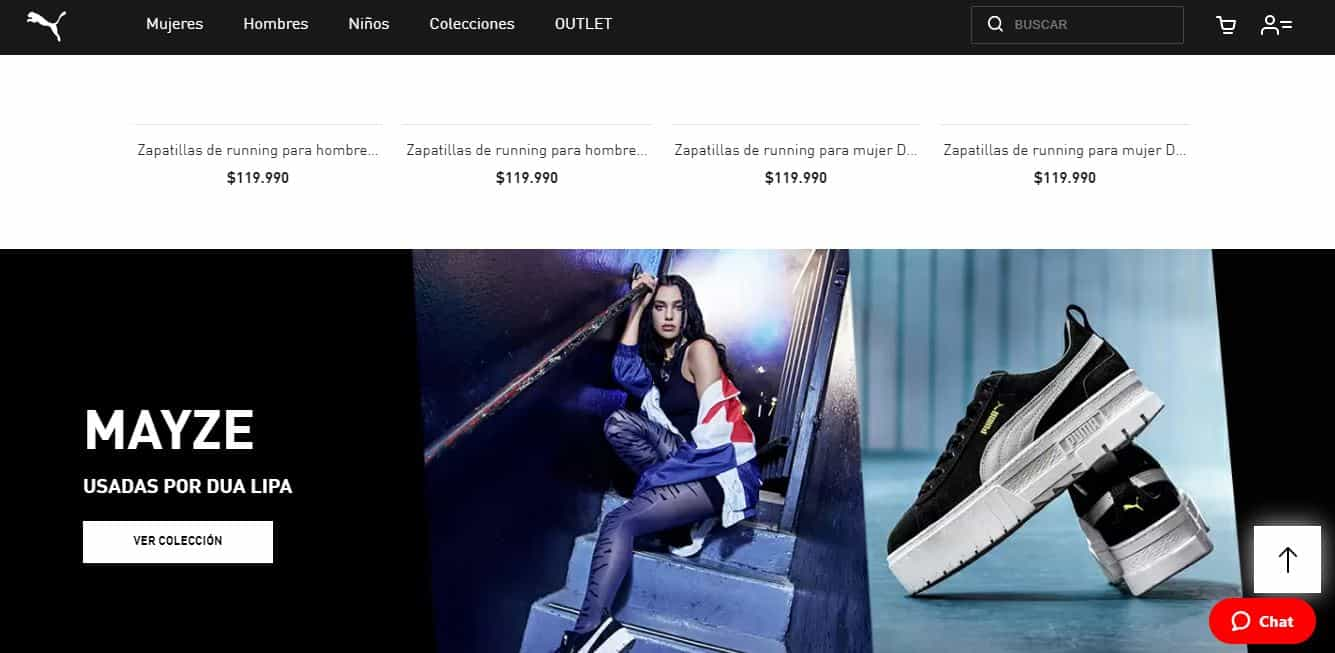 Mujeres
Hombres
Niños
Colecciones
OUTLET
BUSCAR
Zapatillas de running para hombre...
Zapatillas de running para hombre...
Zapatillas de running para mujer D...
Zapatillas de running para mujer D...
$119.990
$119.990
$119.990
$119.990
MAYZE
USADAS POR DUA LIPA
VER COLECCIÓN
PUMA
PUMA
Chat